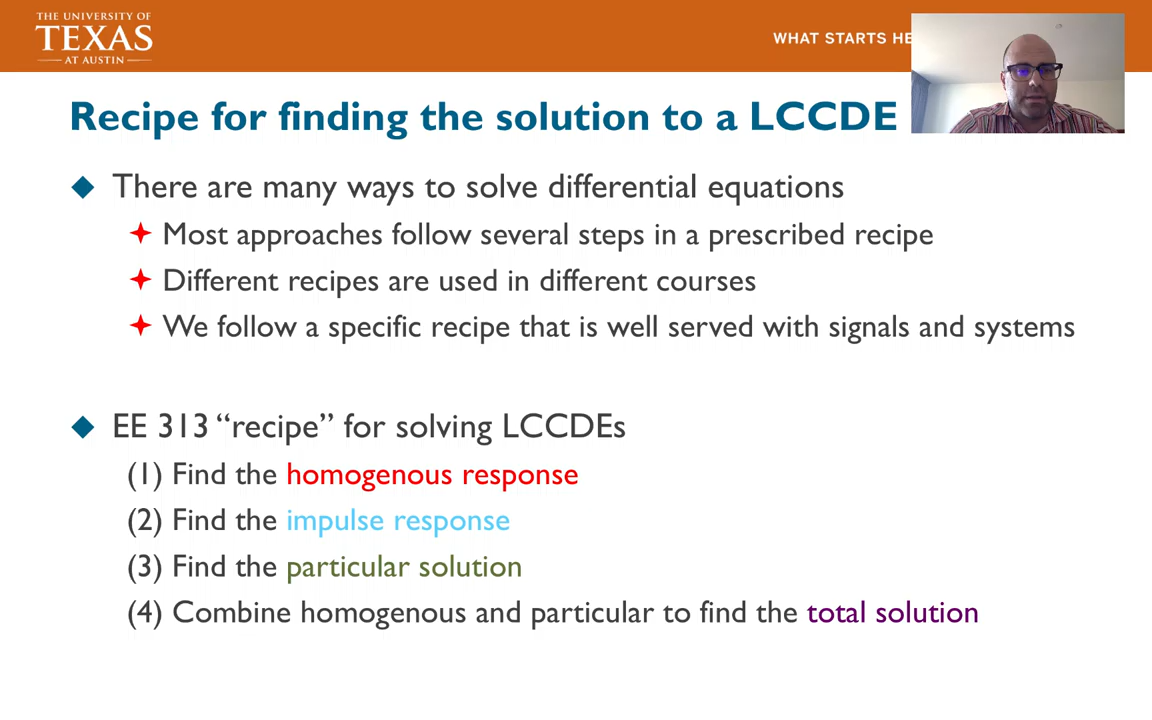 THE UNIVERSITY OF
TEXAS
AT AUSTIN
WHAT STARTS HE
Recipe for finding the solution to a LCCDE
There are many ways to solve differential equations
Most approaches follow several steps in a prescribed recipe
Different recipes are used in different courses
We follow a specific recipe that is well served with signals and systems
EE 313 “recipe” for solving LCCDEs
(1) Find the homogenous response
(2) Find the impulse response
(3) Find the particular solution
(4) Combine homogenous and particular to find the total solution